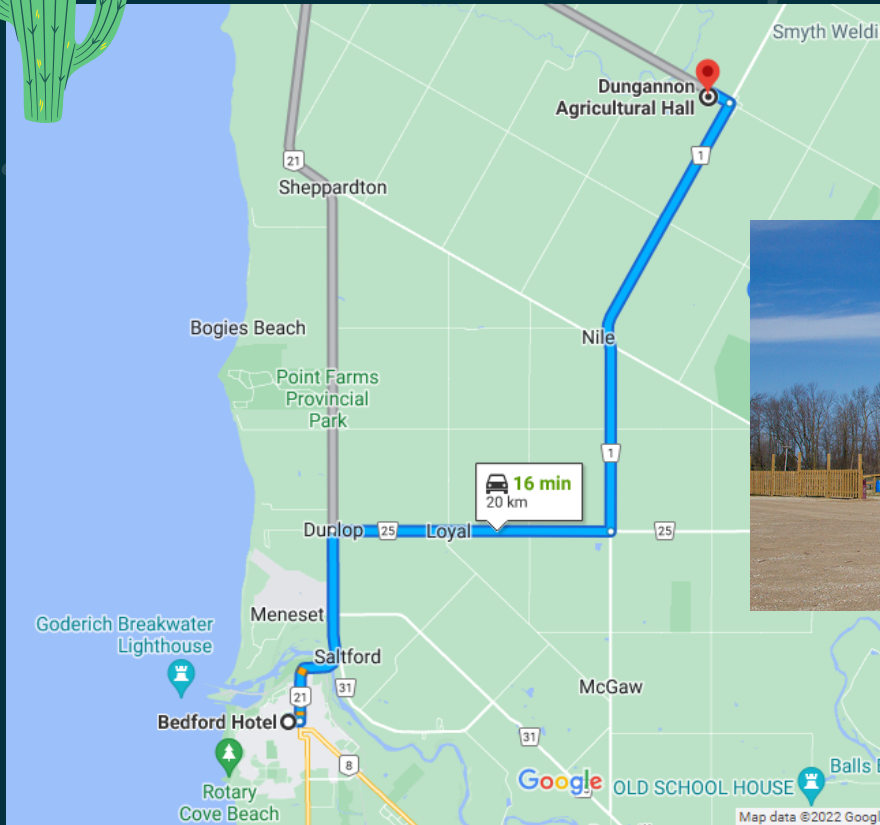 Smyth Weldi
Dungannon
Agricultural Hall
1
21
Sheppardton
Bogies Beach
Nile
Point Farms
Provincial
Park
1
16 min
20 km
Dunlop
25
Loyal
25
Meneset
Goderich Breakwater
Lighthouse
Saltford
31
McGaw
21
Bedford Hotel
31
8
Google
OLD SCHOOL HOUSE
Balls B
Rotary
Cove Beach
Map data ©2022 Googl